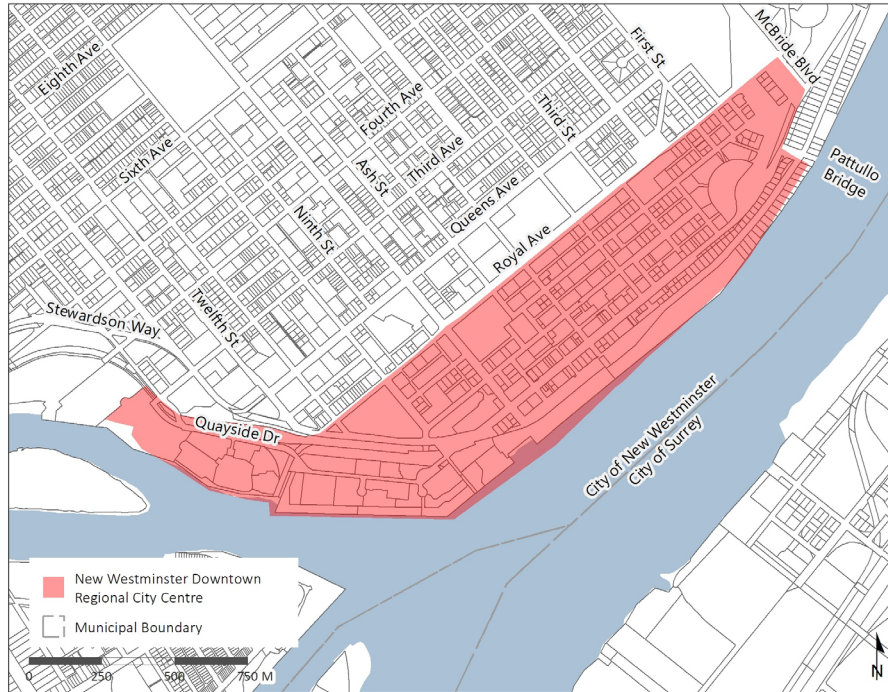 McBride Blvd
First St
Eighth Ave
Fourth Ave
Third St
Sixth Ave
Third Ave
Ash St
Pattullo
Bridge
Queens Ave
Ninth St
Royal Ave
Twelfth St
Stewardson Way
Quayside Dr
City of New Westminster
City of Surrey
New Westminster Downtown
Regional City Centre
Municipal Boundary
0 250 500 750 M
N